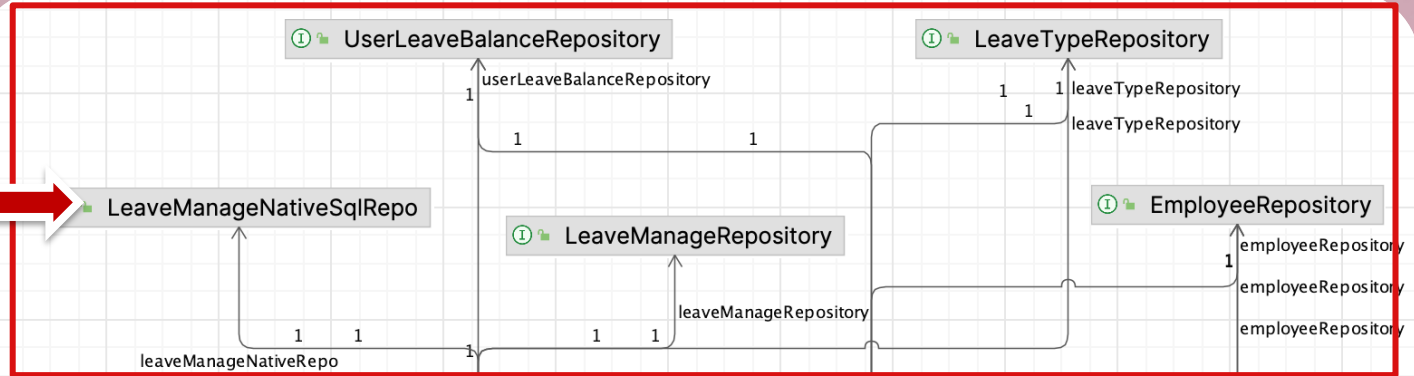 UserLeaveBalanceRepository
LeaveTypeRepository
userLeaveBalanceRepository
1
1
1
leaveTypeRepository
1
leaveTypeRepository
1
1
LeaveManageNativeSqlRepo
EmployeeRepository
LeaveManageRepository
employeeRepository
1
employeeRepository
leaveManageRepository
employeeRepository
1
1
1
1
1
leaveManageNativeRepo